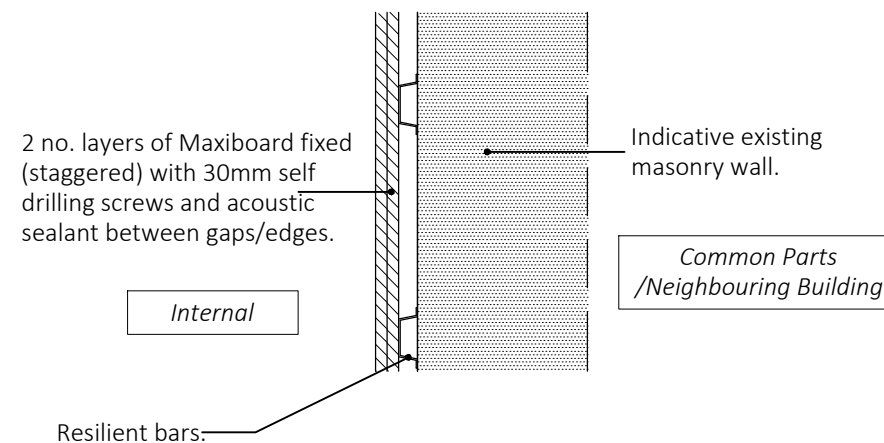 2 no. layers of Maxiboard fixed
(staggered) with 30mm self
drilling screws and acoustic
sealant between gaps/edges.
Indicative existing
masonry wall.
Common Parts
/Neighbouring Building
Internal
Resilient bars.